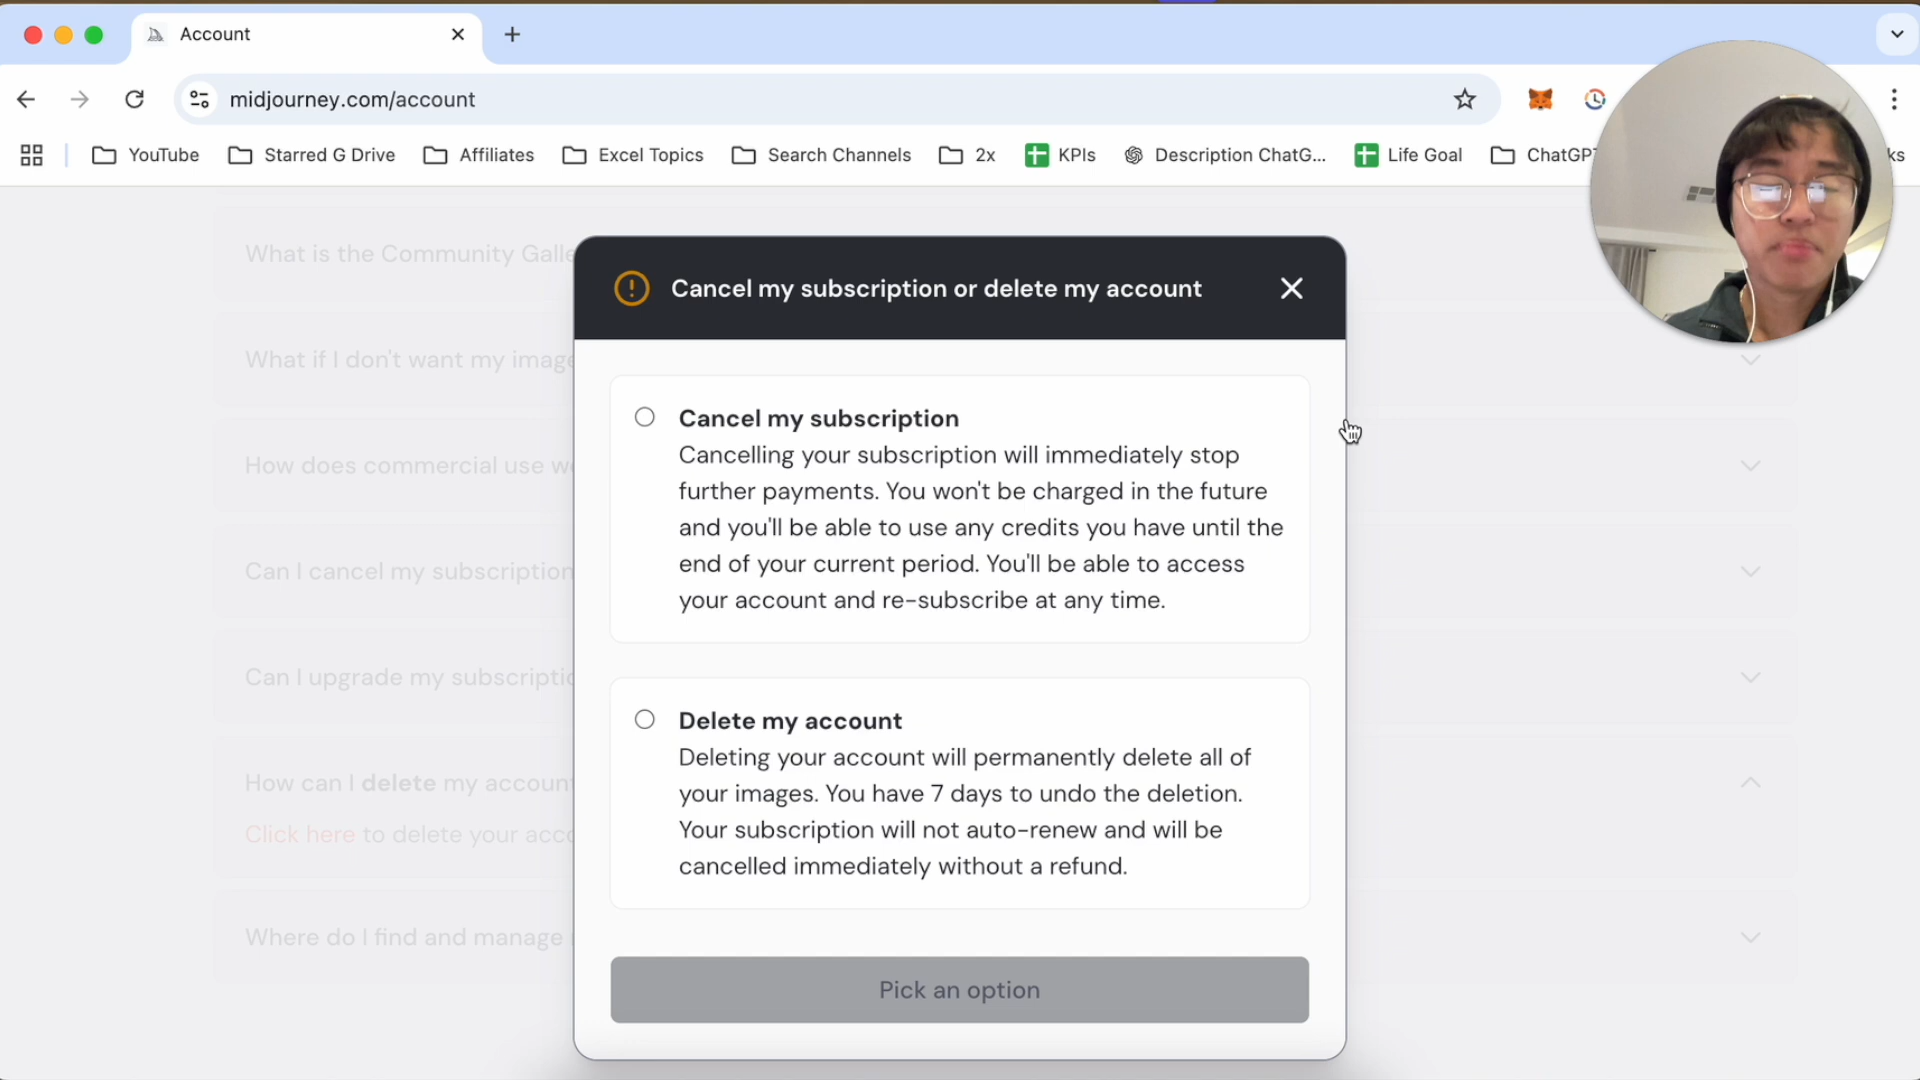 Account
midjourney.com/account
YouTube
Starred G Drive
Affiliates
Excel Topics
Search Channels
2x
KPIs
Description ChatG...
Life Goal
What is the Community
Cancel my subscription or delete my account
What if I don't want my
Cancel my subscription
Cancelling your subscription will immediately stop
further payments. You won't be charged in the future
and you'll be able to use any credits you have until the
end of your current period. You'll be able to access
your account and re-subscribe at any time.
How does commercial use
Can I cancel my subscription
Can I upgrade my
Delete my account
Deleting your account will permanently delete all of
your images. You have 7 days to undo the deletion.
Your subscription will not auto-renew and will be
cancelled immediately without a refund.
How can I delete my account
Click here to delete your
Where do I find and manage
Pick an option